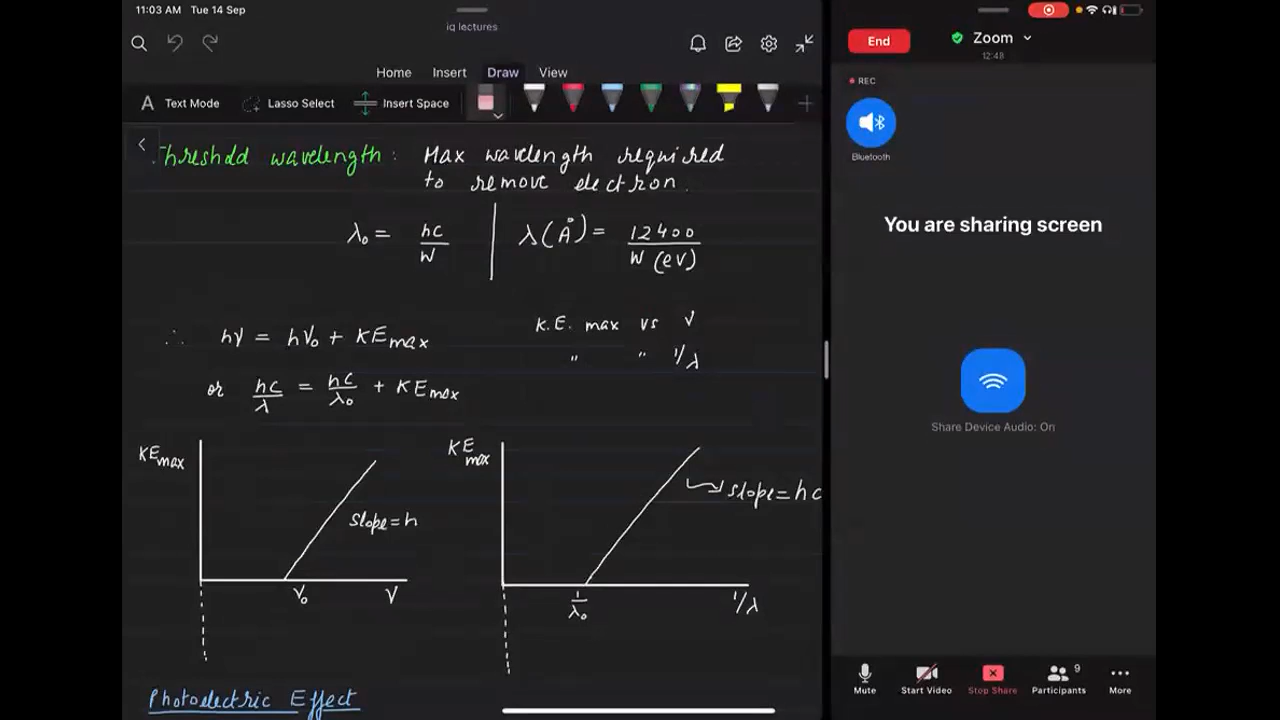 11:03 AM Tue 14 Sep
iq lectures
Home Insert Draw View
A Text Mode Lasso Select Insert Space
Threshold wavelength : Max wavelength required
to remove electron.
λ₀ = hc/W | λ(Å) = 12400/W (eV)
∴ hν = hν₀ + KEmax
or hc/λ = hc/λ₀ + KEmax
K.E. max vs ν
" " 1/λ
KEmax
slope = h
ν₀ ν
KEmax
slope = hc
1/λ₀ 1/λ
Photoelectric Effect
End
Zoom
12:48
REC
Bluetooth
You are sharing screen
Share Device Audio: On
9
Mute Start Video Stop Share Participants More